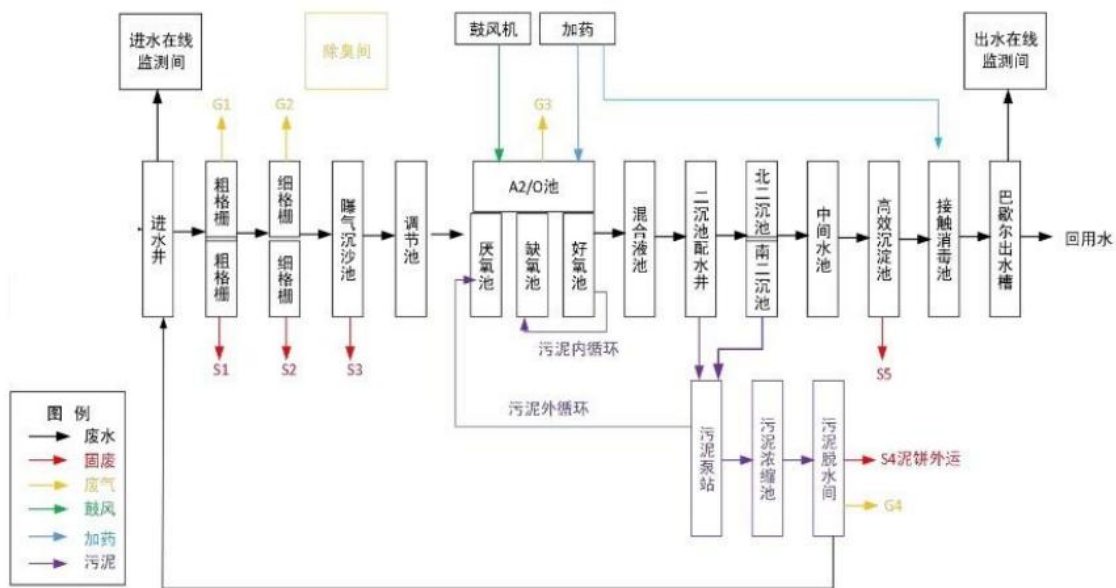 进水在线
监测间
除臭间
鼓风机
加药
出水在线
监测间
G1
G2
G3
进水井
粗格栅
粗格栅
细格栅
细格栅
曝气沉沙池
调节池
A2/O池
厌氧池
缺氧池
好氧池
混合液池
二沉池配水井
北二沉池
南二沉池
中间水池
高效沉淀池
接触消毒池
巴歇尔出水槽
回用水
S1
S2
S3
S5
污泥内循环
污泥外循环
污泥泵站
污泥浓缩池
污泥脱水间
S4泥饼外运
G4
图 例
废水
固废
废气
鼓风
加药
污泥